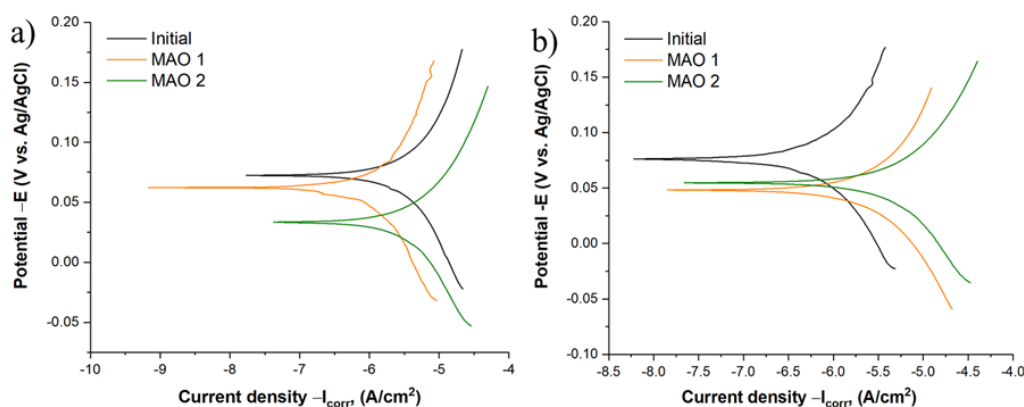 a)
Initial
MAO 1
MAO 2
0.20
0.15
0.10
0.05
0.00
-0.05
Potential –E (V vs. Ag/AgCl)
-10 -9 -8 -7 -6 -5 -4
Current density –Icorr, (A/cm²)
b)
Initial
MAO 1
MAO 2
0.20
0.15
0.10
0.05
0.00
-0.05
-0.10
Potential -E (V vs. Ag/AgCl)
-8.5 -8.0 -7.5 -7.0 -6.5 -6.0 -5.5 -5.0 -4.5 -4.0
Current density –Icorr, (A/cm²)